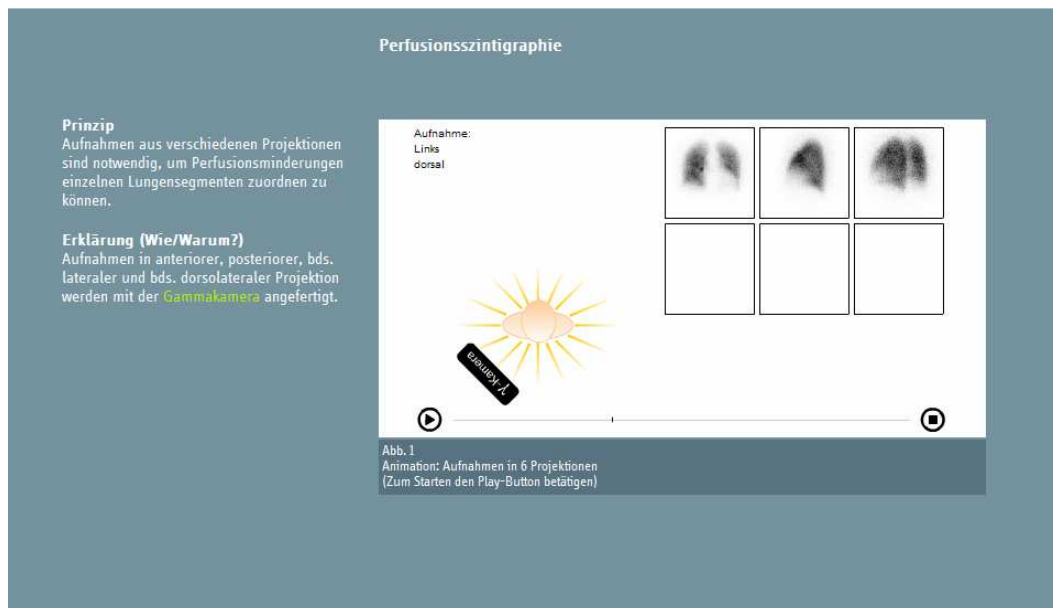 Perfusionsszintigraphie
Prinzip
Aufnahmen aus verschiedenen Projektionen
sind notwendig, um Perfusionsminderungen
einzelnen Lungensegmenten zuordnen zu
können.
Erklärung (Wie/Warum?)
Aufnahmen in anteriorer, posteriorer, bds.
lateraler und bds. dorsolateraler Projektion
werden mit der Gammakamera angefertigt.
Aufnahme:
Links
dorsal
γ-Kamera
Abb. 1
Animation: Aufnahmen in 6 Projektionen
(Zum Starten den Play-Button betätigen)